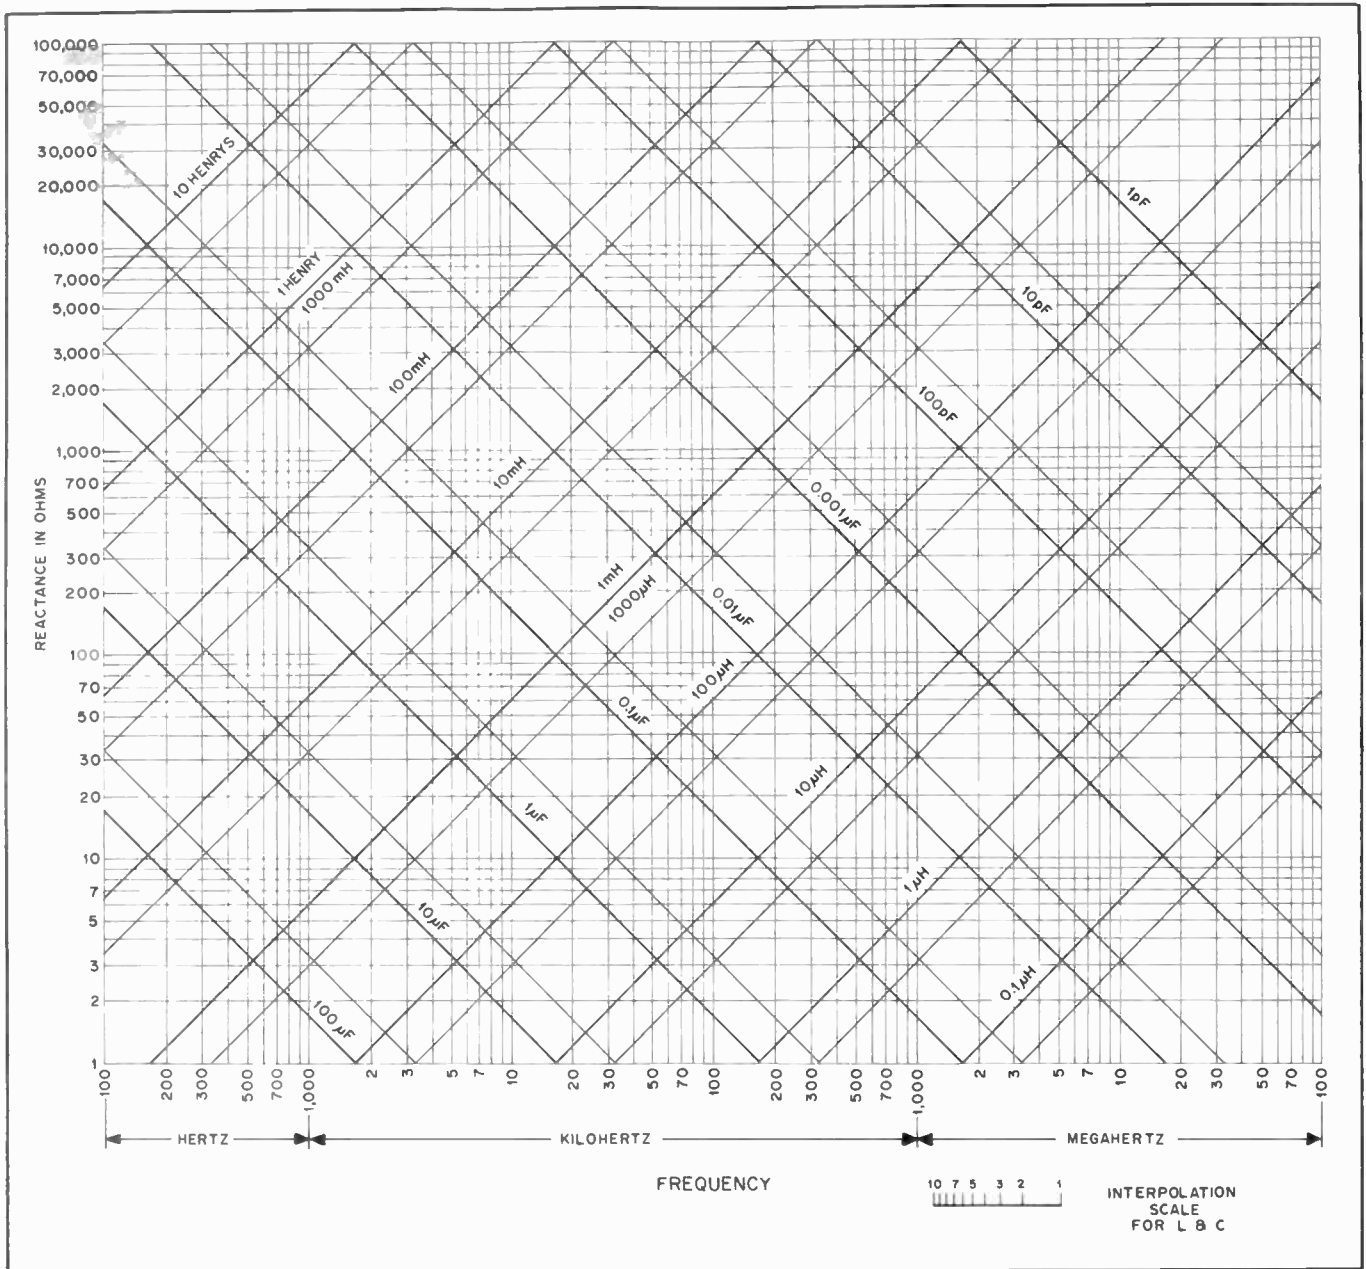 100,000
70,000
50,000
30,000
20,000
10,000
7,000
5,000
3,000
2,000
1,000
700
500
300
200
100
70
50
30
20
10
7
5
3
2
1
REACTANCE IN OHMS
10 HENRYS
1 HENRY
1000 mH
100mH
10mH
1mH
1000μH
100μH
10μH
1μH
0.1μH
1pF
10pF
100pF
0.001μF
0.01μF
0.1μF
1μF
10μF
100μF
100 200 300 500 700 1,000 2 3 5 7 10 20 30 50 70 100 200 300 500 700 1,000 2 3 5 7 10 20 30 50 70 100
HERTZ KILOHERTZ MEGAHERTZ
FREQUENCY
10 7 5 3 2 1
INTERPOLATION
SCALE
FOR L & C